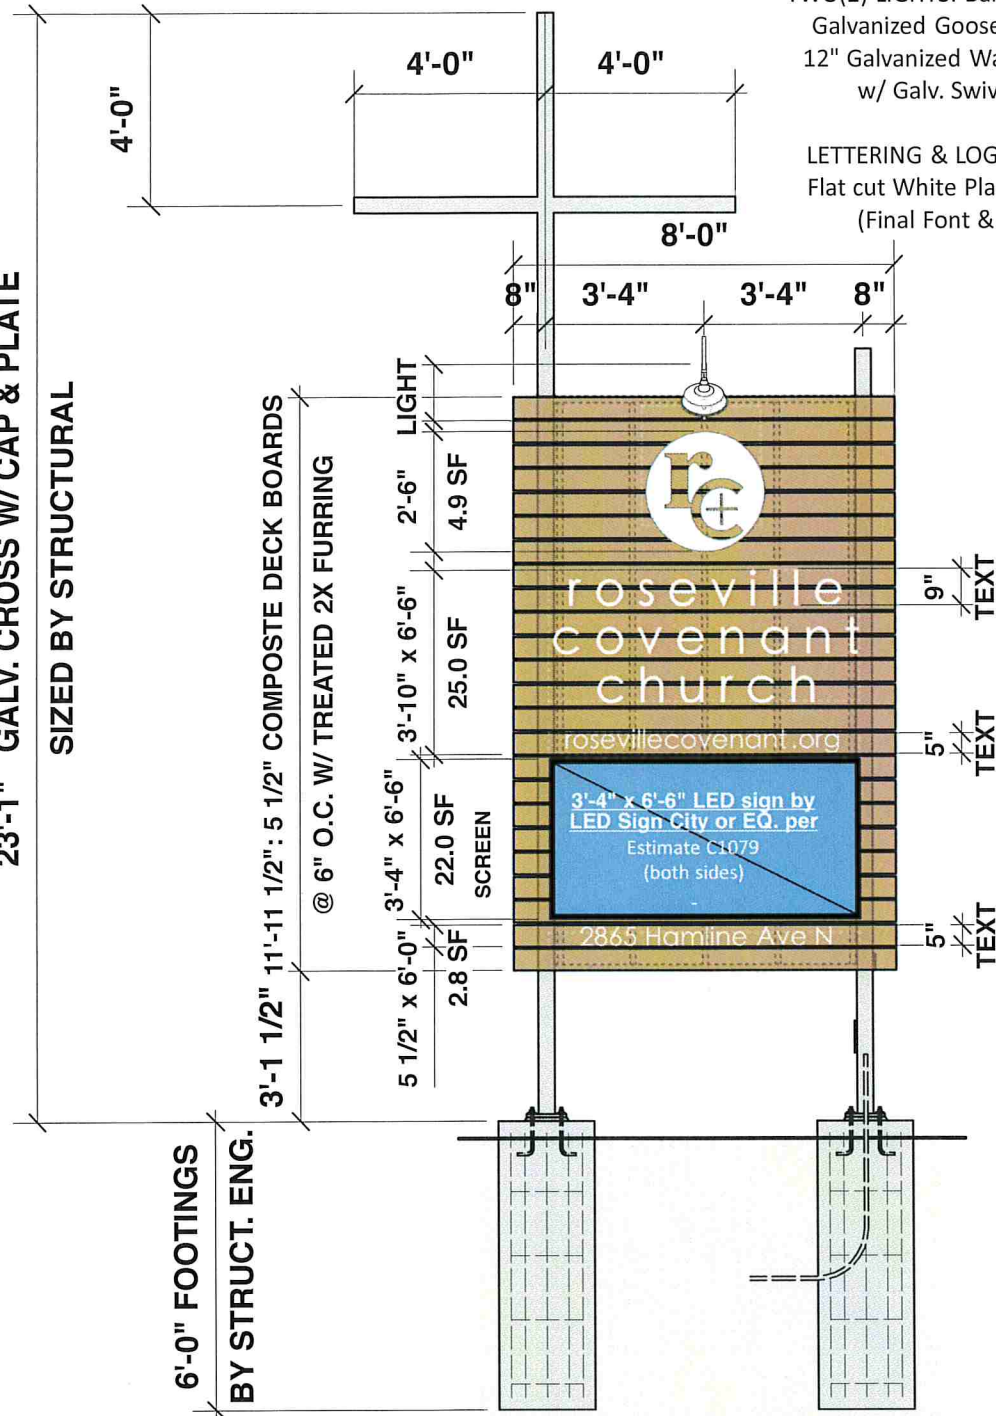 Galvanized Goose
12" Galvanized Wa
w/ Galv. Swiv
LETTERING & LOG
Flat cut White Pla
(Final Font &
4'-0"
4'-0"
4'-0"
8'-0"
8"
3'-4"
3'-4"
8"
23'-1" GALV. CROSS W/ CAP & PLATE
SIZED BY STRUCTURAL
11'-11 1/2": 5 1/2" COMPOSTE DECK BOARDS
@ 6" O.C. W/ TREATED 2X FURRING
3'-1 1/2"
LIGHT
2'-6"
4.9 SF
3'-10" x 6'-6"
25.0 SF
3'-4" x 6'-6"
22.0 SF
SCREEN
5 1/2" x 6'-0"
2.8 SF
rc
roseville
covenant
church
rosevillecovenant.org
3'-4" x 6'-6" LED sign by
LED Sign City or EQ. per
Estimate C1079
(both sides)
2865 Hamline Ave N
9"
TEXT
5"
TEXT
5"
TEXT
6'-0" FOOTINGS
BY STRUCT. ENG.